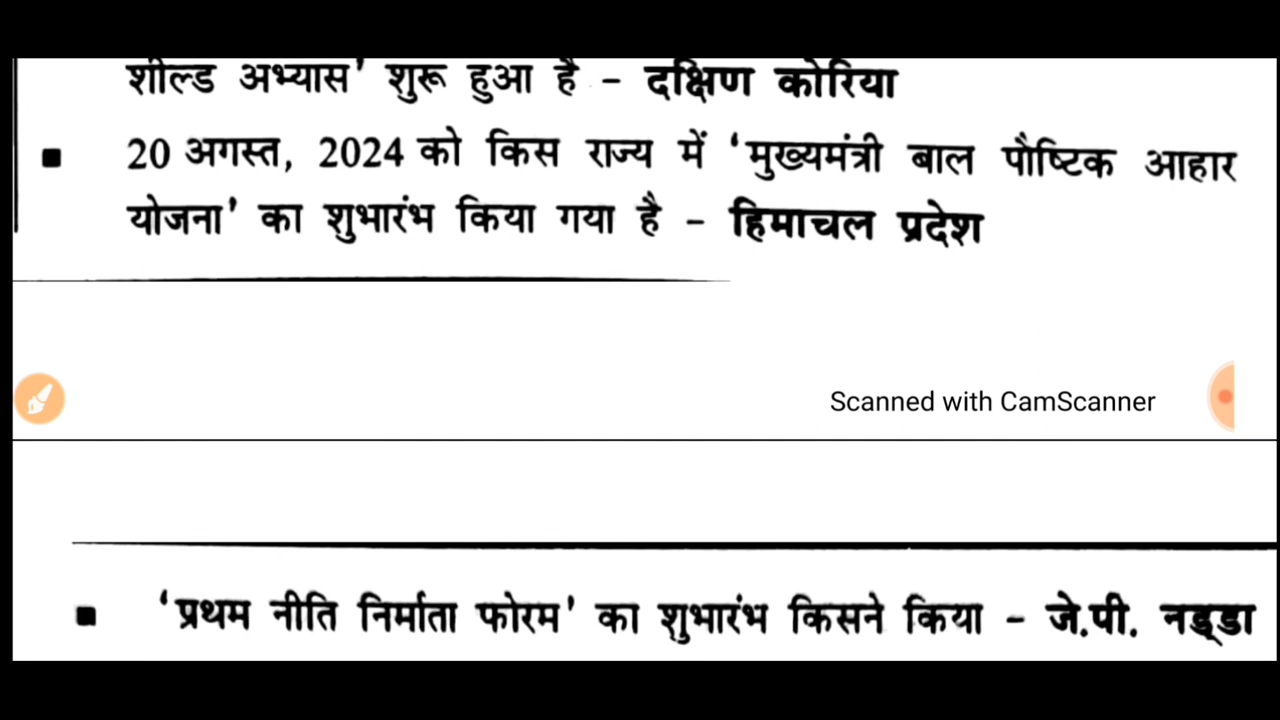 शील्ड अभ्यास' शुरू हुआ है - दक्षिण कोरिया
■ 20 अगस्त, 2024 को किस राज्य में 'मुख्यमंत्री बाल पौष्टिक आहार
योजना' का शुभारंभ किया गया है - हिमाचल प्रदेश
Scanned with CamScanner
■ 'प्रथम नीति निर्माता फोरम' का शुभारंभ किसने किया - जे.पी. नड्डा